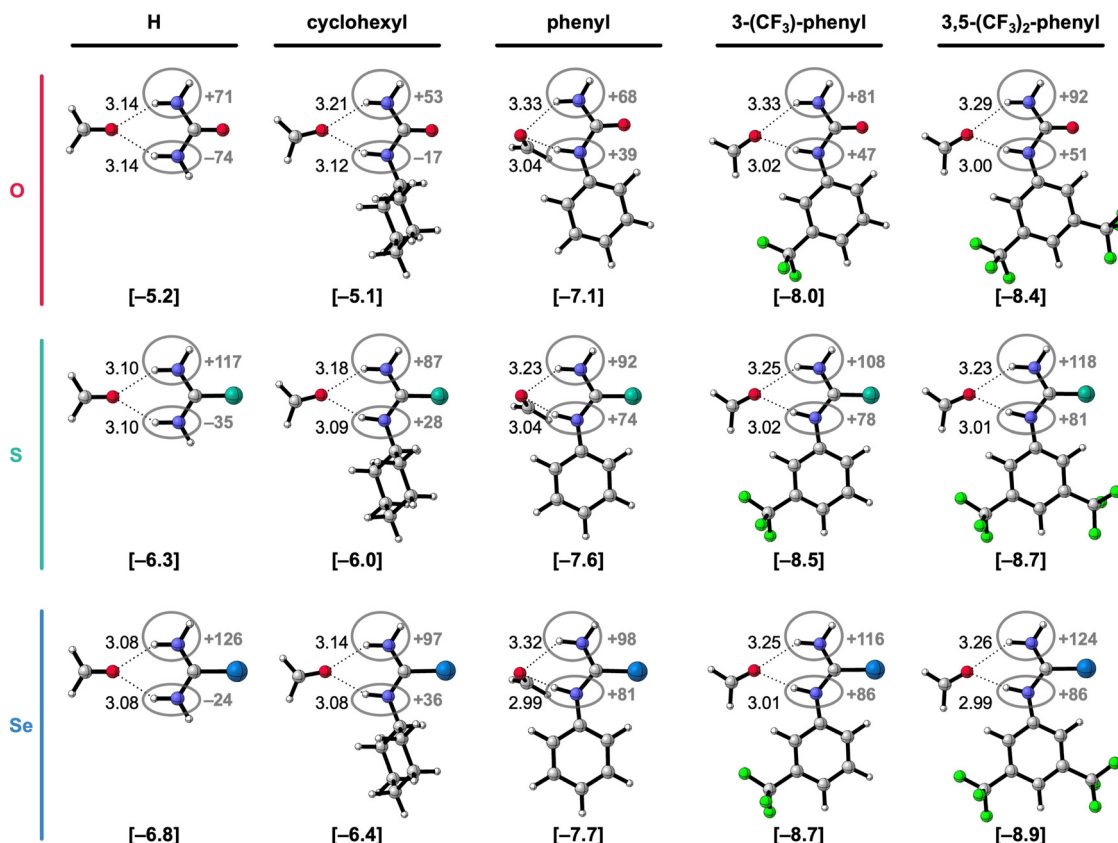 H cyclohexyl phenyl 3-(CF₃)-phenyl 3,5-(CF₃)₂-phenyl
3.14 +71 3.21 +53 3.33 +68 3.33 +81 3.29 +92
O 3.14 –74 3.12 –17 3.04 +39 3.02 +47 3.00 +51
[–5.2] [–5.1] [–7.1] [–8.0] [–8.4]
3.10 +117 3.18 +87 3.23 +92 3.25 +108 3.23 +118
S 3.10 –35 3.09 +28 3.04 +74 3.02 +78 3.01 +81
[–6.3] [–6.0] [–7.6] [–8.5] [–8.7]
3.08 +126 3.14 +97 3.32 +98 3.25 +116 3.26 +124
Se 3.08 –24 3.08 +36 2.99 +81 3.01 +86 2.99 +86
[–6.8] [–6.4] [–7.7] [–8.7] [–8.9]